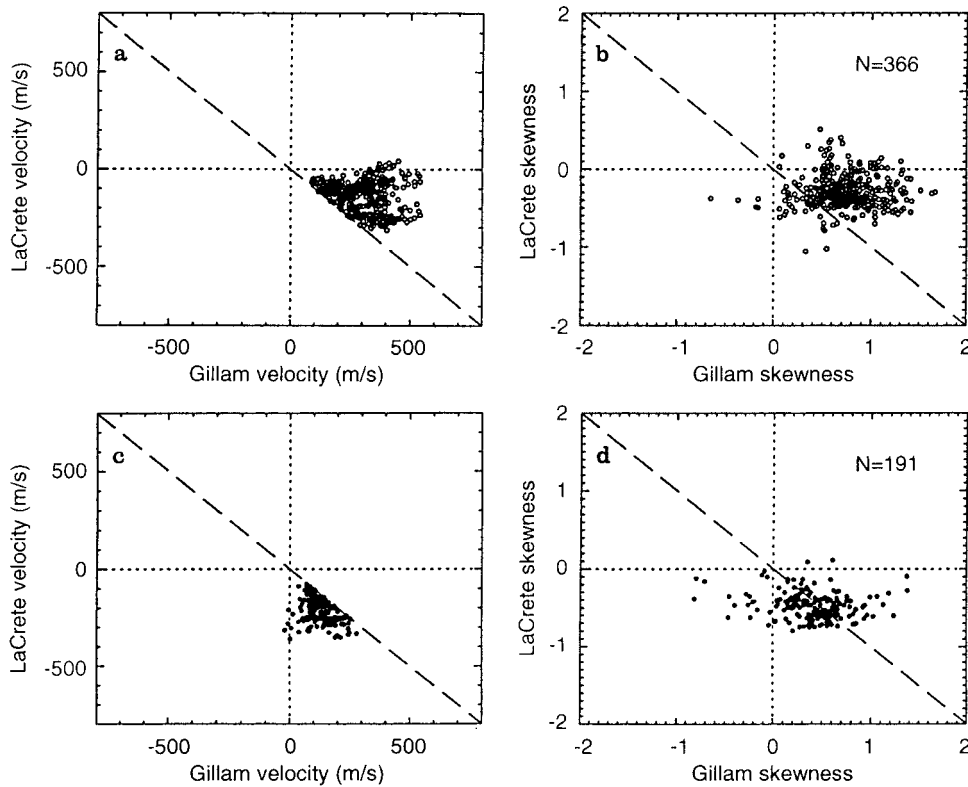 a
500
0
-500
LaCrete velocity (m/s)
-500 0 500
Gillam velocity (m/s)
b
N=366
2
1
0
-1
-2
LaCrete skewness
-2 -1 0 1 2
Gillam skewness
c
500
0
-500
LaCrete velocity (m/s)
-500 0 500
Gillam velocity (m/s)
d
N=191
2
1
0
-1
-2
LaCrete skewness
-2 -1 0 1 2
Gillam skewness